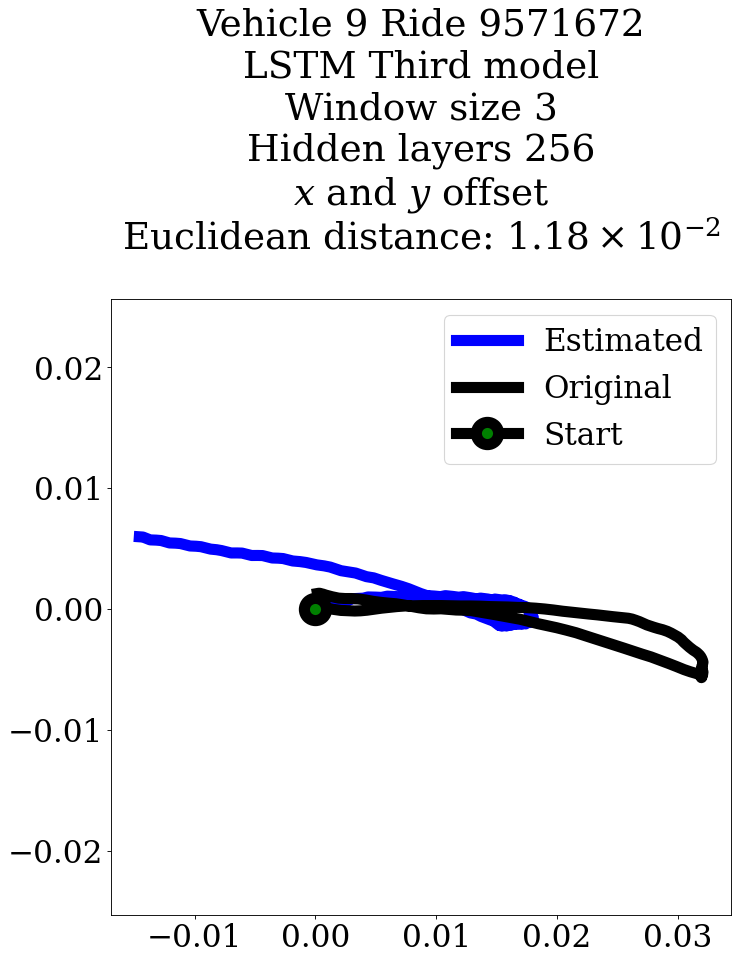 Vehicle 9 Ride 9571672
LSTM Third model
Window size 3
Hidden layers 256
x and y offset
Euclidean distance: 1.18 × 10⁻²
Estimated
Original
Start
0.02
0.01
0.00
−0.01
−0.02
−0.01 0.00 0.01 0.02 0.03